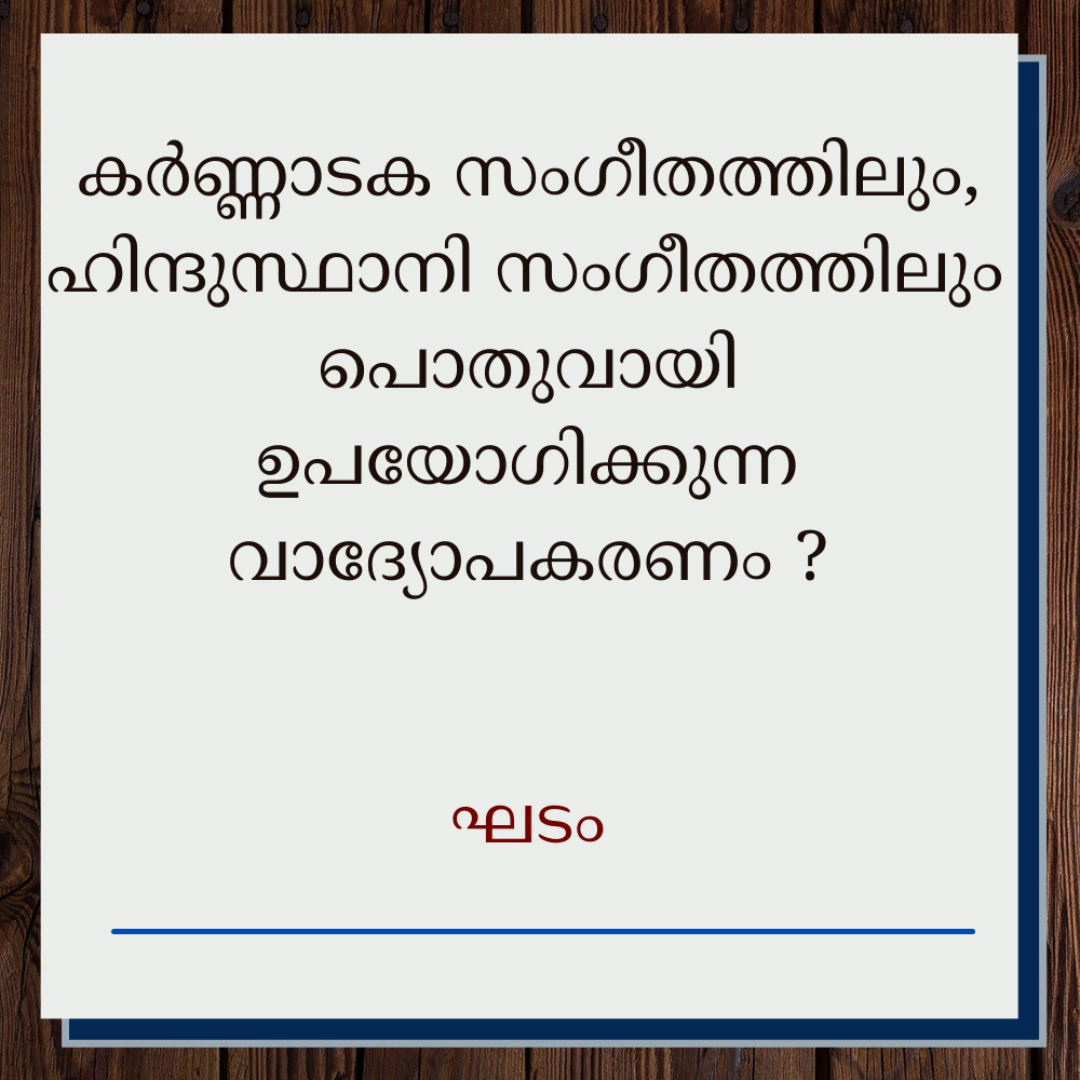 കർണ്ണാടക സംഗീതത്തിലും,
ഹിന്ദുസ്ഥാനി സംഗീതത്തിലും
പൊതുവായി
ഉപയോഗിക്കുന്ന
വാദ്യോപകരണം ?
ഘടം